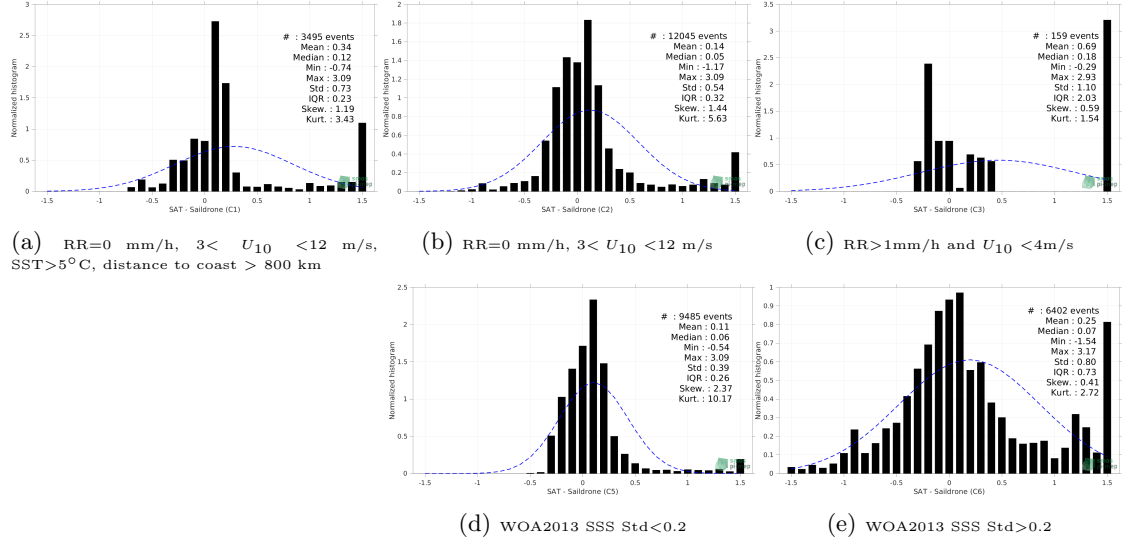 Normalized histogram
3
2.5
2
1.5
1
0.5
0
-1.5 -1 -0.5 0 0.5 1 1.5
SAT - Saildrone (C1)
# : 3495 events
Mean : 0.34
Median : 0.12
Min : -0.74
Max : 3.09
Std : 0.73
IQR : 0.23
Skew. : 1.19
Kurt. : 3.43
(a) RR=0 mm/h, 3< U10 <12 m/s,
SST>5°C, distance to coast > 800 km
Normalized histogram
2
1.8
1.6
1.4
1.2
1
0.8
0.6
0.4
0.2
0
-1.5 -1 -0.5 0 0.5 1 1.5
SAT - Saildrone (C2)
# : 12045 events
Mean : 0.14
Median : 0.05
Min : -1.17
Max : 3.09
Std : 0.54
IQR : 0.32
Skew. : 1.44
Kurt. : 5.63
(b) RR=0 mm/h, 3< U10 <12 m/s
Normalized histogram
3.5
3
2.5
2
1.5
1
0.5
0
-1.5 -1 -0.5 0 0.5 1 1.5
SAT - Saildrone (C3)
# : 159 events
Mean : 0.69
Median : 0.18
Min : -0.29
Max : 2.93
Std : 1.10
IQR : 2.03
Skew. : 0.59
Kurt. : 1.54
(c) RR>1mm/h and U10 <4m/s
Normalized histogram
2.5
2
1.5
1
0.5
0
-1.5 -1 -0.5 0 0.5 1 1.5
SAT - Saildrone (C5)
# : 9485 events
Mean : 0.11
Median : 0.06
Min : -0.54
Max : 3.09
Std : 0.39
IQR : 0.26
Skew. : 2.37
Kurt. : 10.17
(d) WOA2013 SSS Std<0.2
Normalized histogram
1
0.9
0.8
0.7
0.6
0.5
0.4
0.3
0.2
0.1
0
-1.5 -1 -0.5 0 0.5 1 1.5
SAT - Saildrone (C6)
# : 6402 events
Mean : 0.25
Median : 0.07
Min : -1.54
Max : 3.17
Std : 0.80
IQR : 0.73
Skew. : 0.41
Kurt. : 2.72
(e) WOA2013 SSS Std>0.2